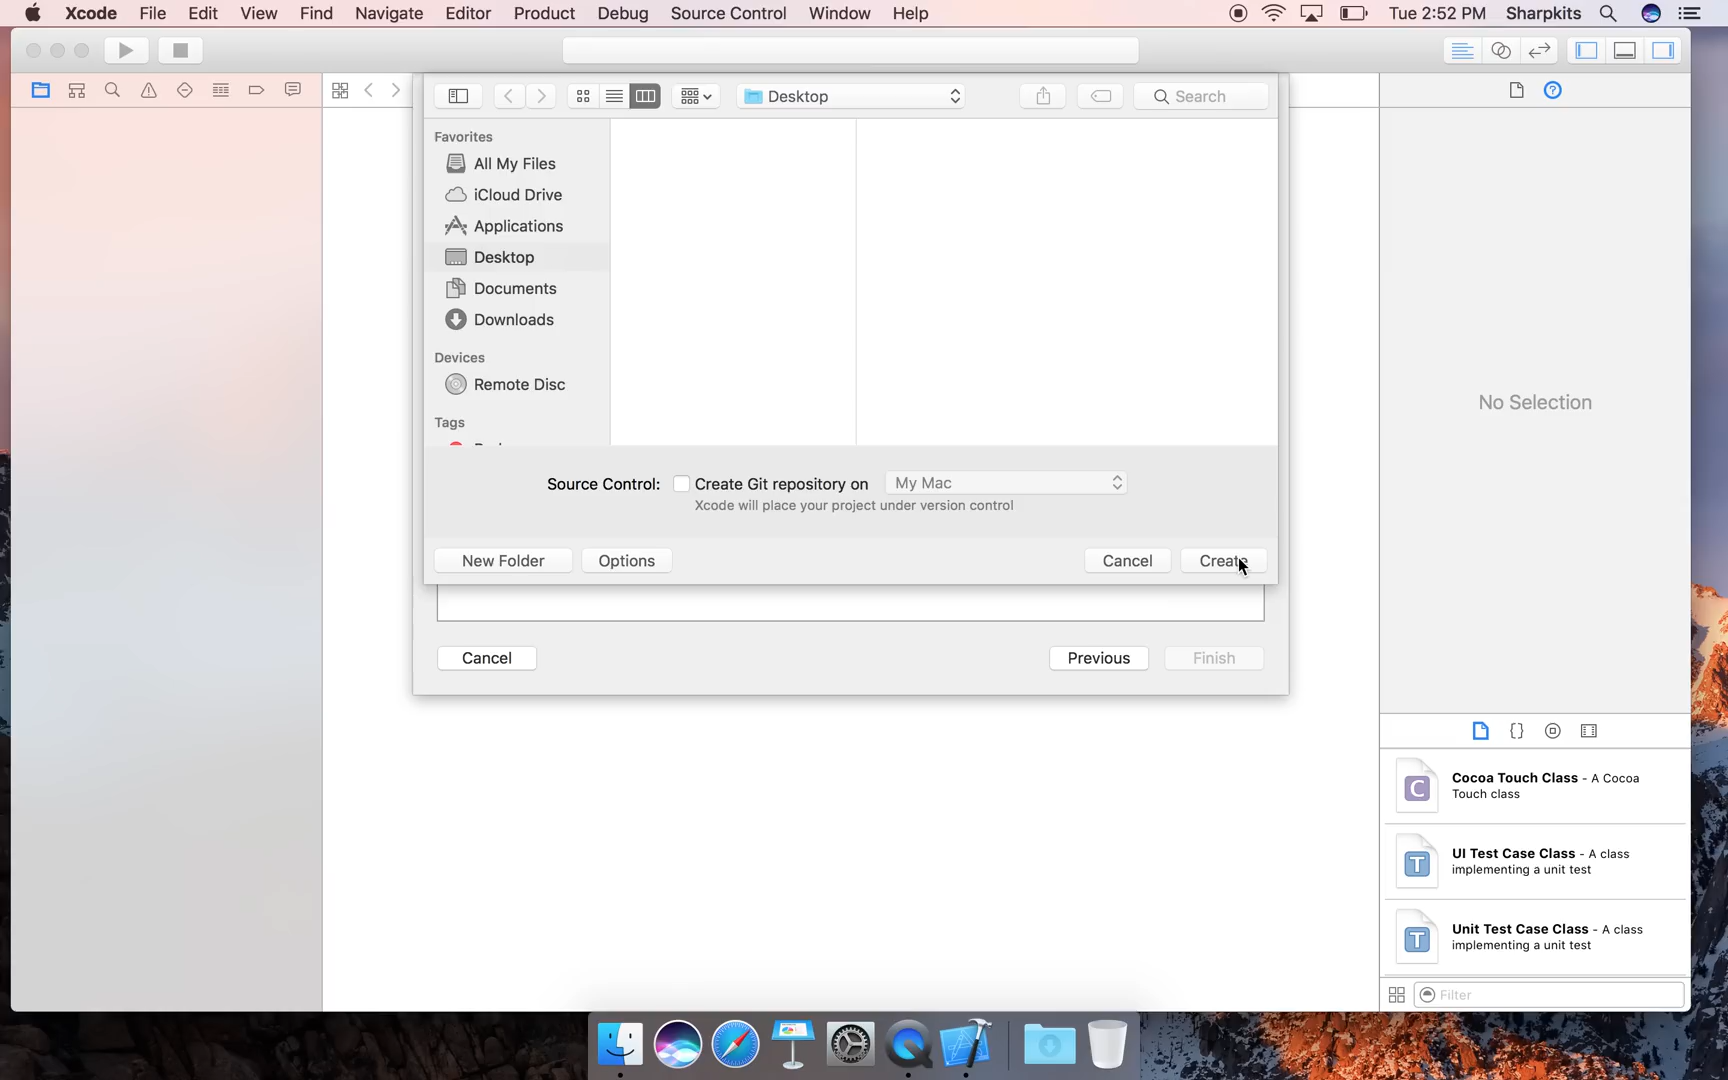 Xcode File Edit View Find Navigate Editor Product Debug Source Control Window Help Tue 2:52 PM Sharpkits
Desktop
Search
Favorites
All My Files
iCloud Drive
Applications
Desktop
Documents
Downloads
Devices
Remote Disc
Tags
Source Control: Create Git repository on My Mac
Xcode will place your project under version control
New Folder Options Cancel Create
Cancel Previous Finish
No Selection
{}
C
Cocoa Touch Class - A Cocoa
Touch class
T
UI Test Case Class - A class
implementing a unit test
T
Unit Test Case Class - A class
implementing a unit test
Filter